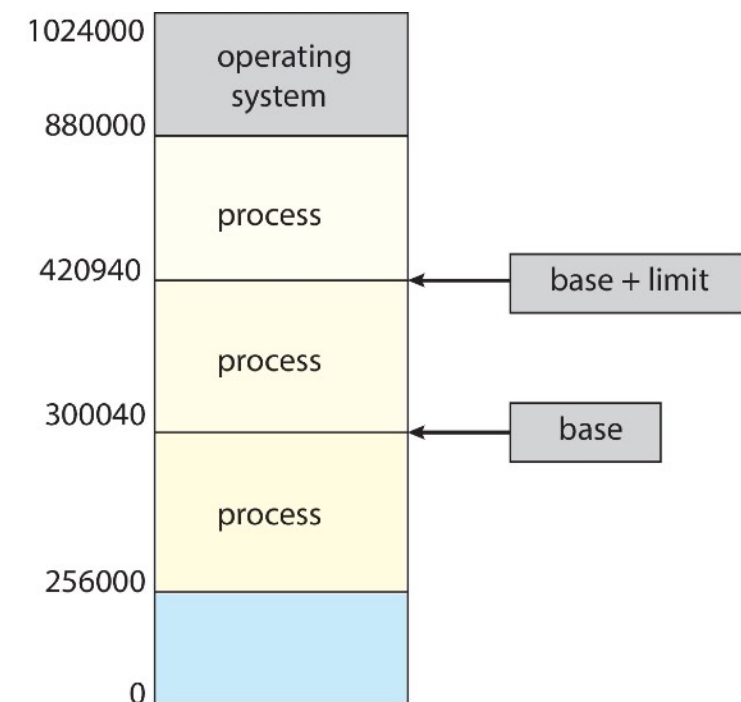 1024000
operating
system
880000
process
420940
base + limit
process
300040
base
process
256000
0